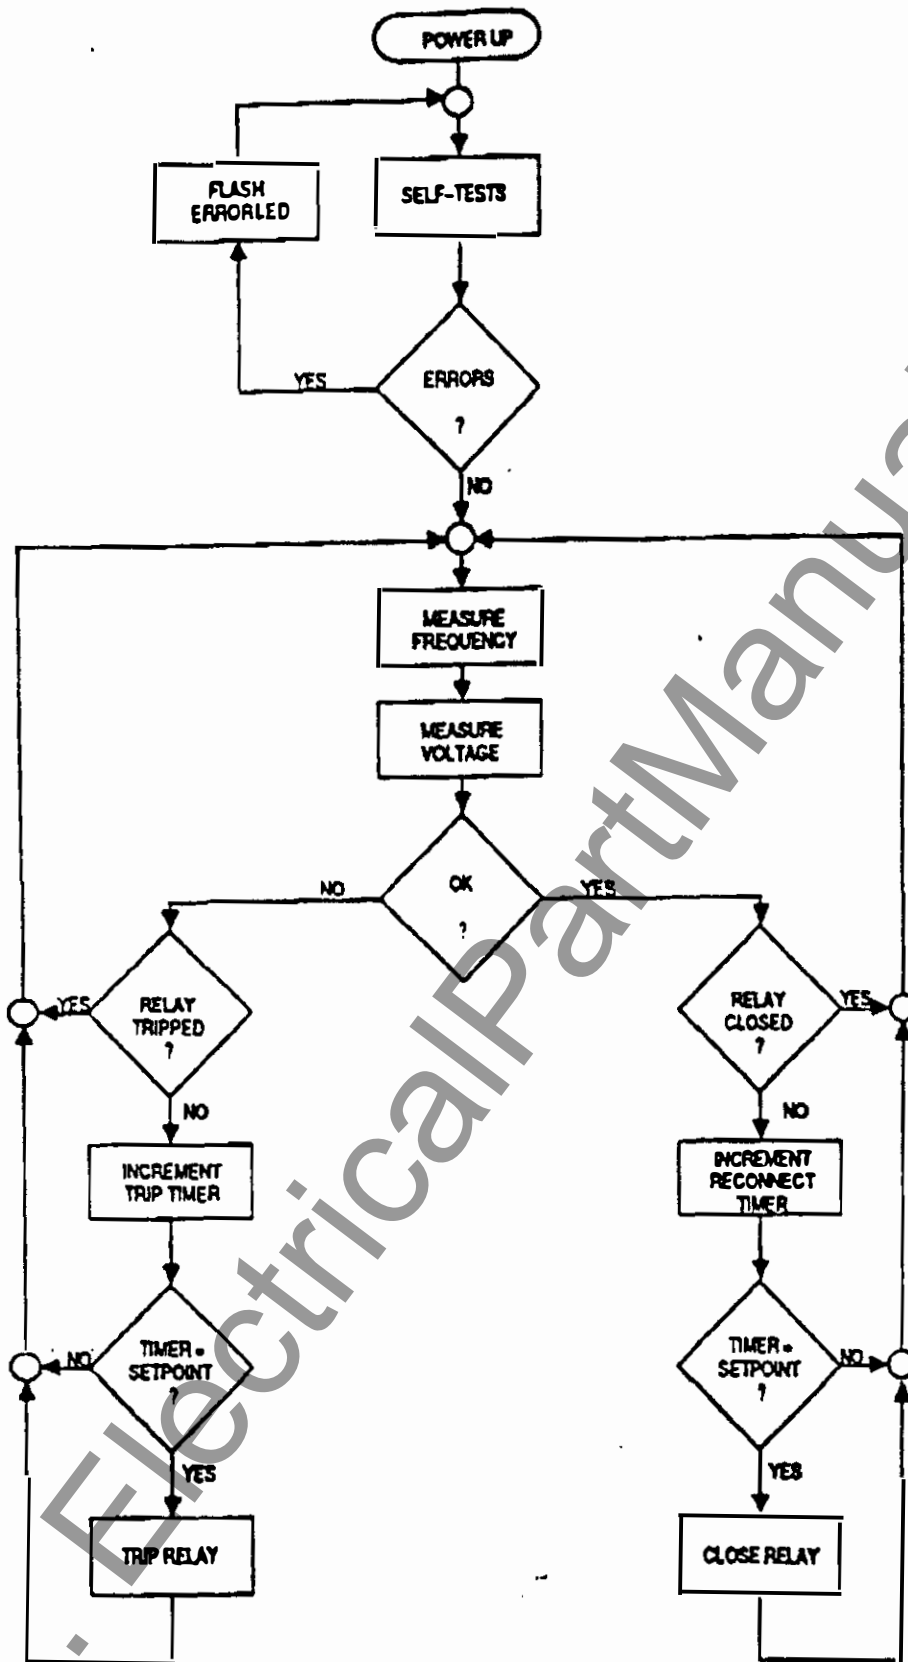 POWER UP
FLASH
ERRORLED
SELF-TESTS
YES
ERRORS
?
NO
MEASURE
FREQUENCY
MEASURE
VOLTAGE
NO
OK
?
YES
YES
RELAY
TRIPPED
?
RELAY
CLOSED
?
YES
NO
NO
INCREMENT
TRIP TIMER
INCREMENT
RECONNECT
TIMER
NO
TIMER =
SETPOINT
?
TIMER =
SETPOINT
?
NO
YES
YES
TRIP RELAY
CLOSE RELAY
. ElectricalPartManua